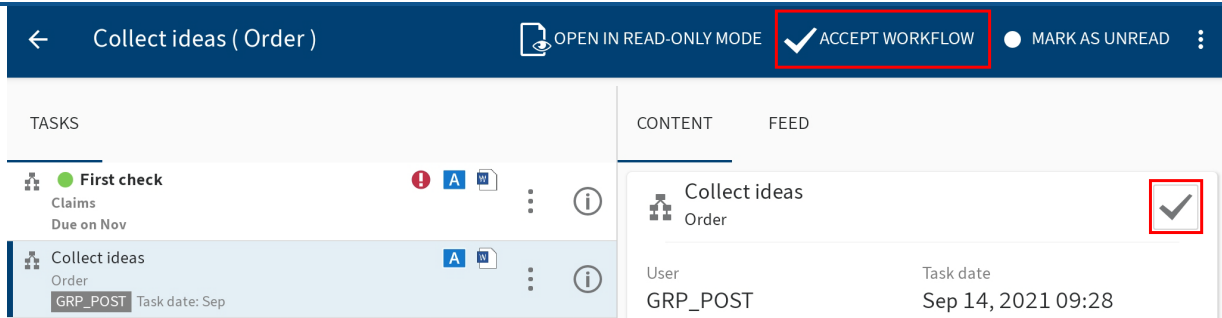 Collect ideas ( Order )
OPEN IN READ-ONLY MODE
ACCEPT WORKFLOW
MARK AS UNREAD
TASKS
CONTENT
FEED
First check
A
W
Claims
Due on Nov
Collect ideas
A
W
Order
GRP_POST Task date: Sep
Collect ideas
Order
User
Task date
GRP_POST
Sep 14, 2021 09:28